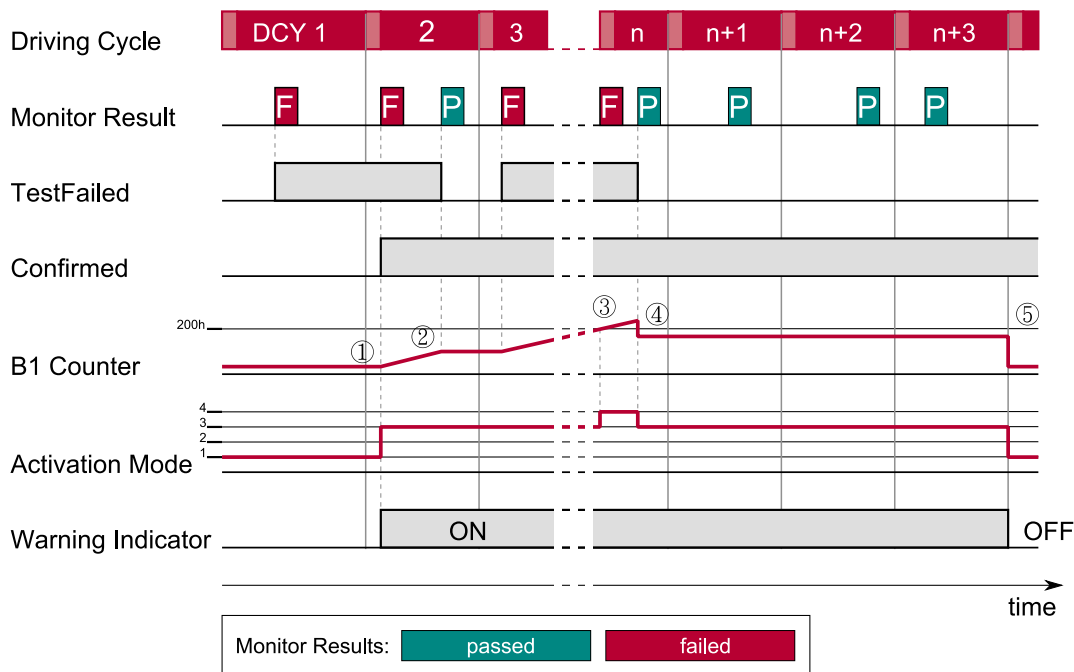 Driving Cycle
DCY 1 2 3 n n+1 n+2 n+3
Monitor Result
F F P F F P P P P
TestFailed
Confirmed
200h
① ② ③ ④ ⑤
B1 Counter
4
3
2
1
Activation Mode
Warning Indicator
ON OFF
time
Monitor Results: passed failed